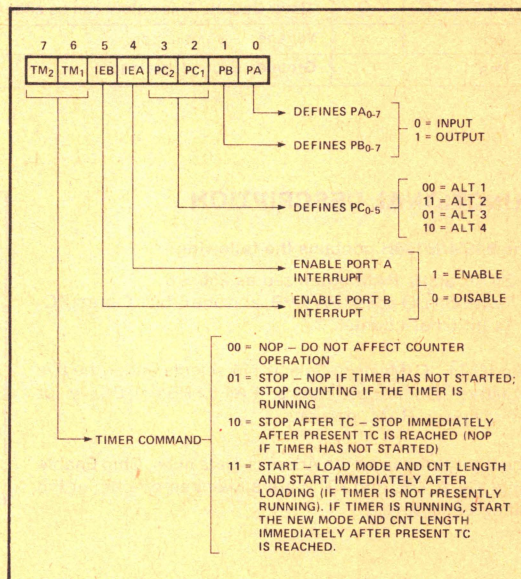 7 6 5 4 3 2 1 0
TM2 TM1 IEB IEA PC2 PC1 PB PA
DEFINES PA0-7
0 = INPUT
1 = OUTPUT
DEFINES PB0-7
DEFINES PC0-5
00 = ALT 1
11 = ALT 2
01 = ALT 3
10 = ALT 4
ENABLE PORT A
INTERRUPT
1 = ENABLE
0 = DISABLE
ENABLE PORT B
INTERRUPT
TIMER COMMAND
00 = NOP – DO NOT AFFECT COUNTER
OPERATION
01 = STOP – NOP IF TIMER HAS NOT STARTED;
STOP COUNTING IF THE TIMER IS
RUNNING
10 = STOP AFTER TC – STOP IMMEDIATELY
AFTER PRESENT TC IS REACHED (NOP
IF TIMER HAS NOT STARTED)
11 = START – LOAD MODE AND CNT LENGTH
AND START IMMEDIATELY AFTER
LOADING (IF TIMER IS NOT PRESENTLY
RUNNING). IF TIMER IS RUNNING, START
THE NEW MODE AND CNT LENGTH
IMMEDIATELY AFTER PRESENT TC
IS REACHED.